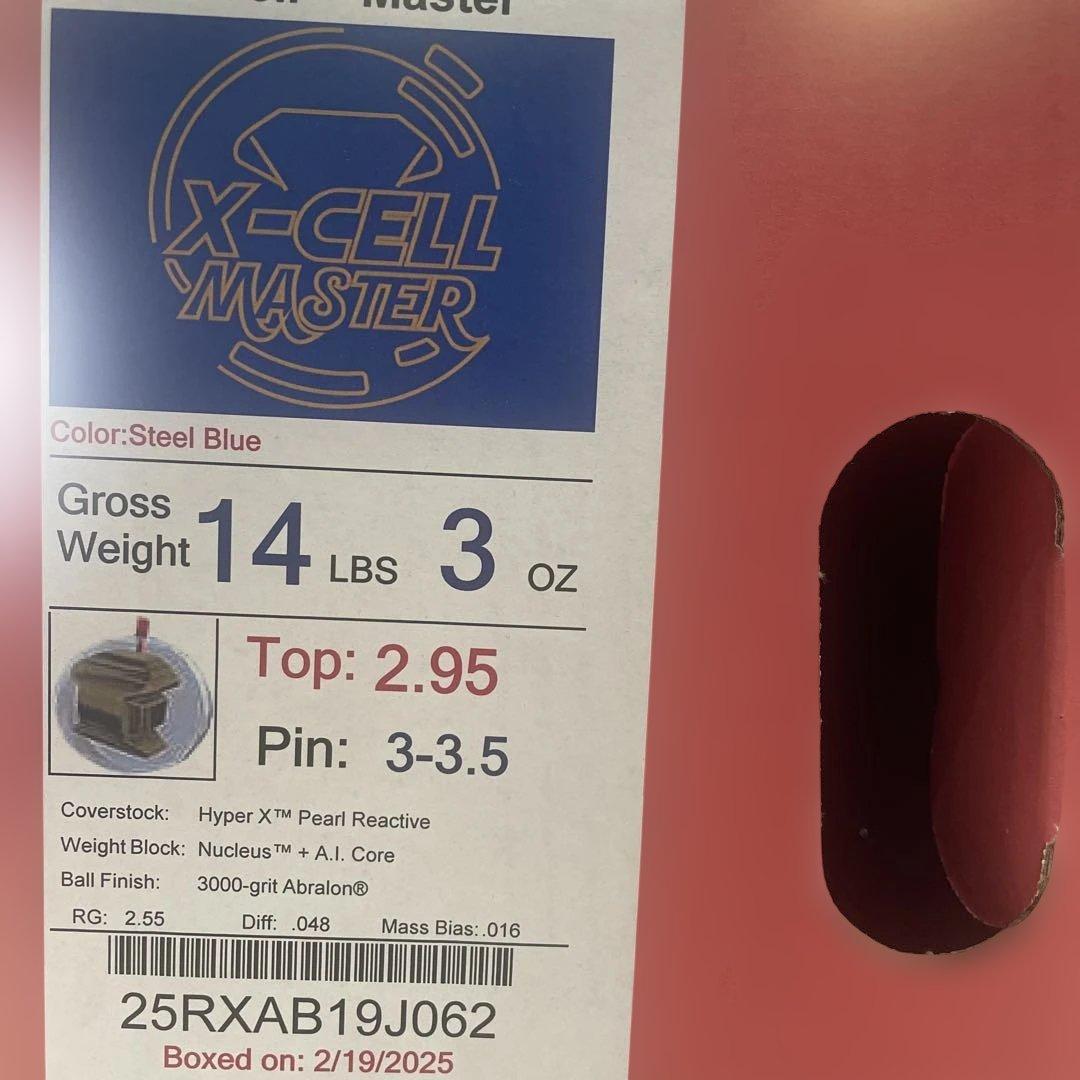 Master
X-CELL
MASTER
Color:Steel Blue
Gross
Weight 14 LBS 3 OZ
Top: 2.95
Pin: 3-3.5
Coverstock: Hyper X™ Pearl Reactive
Weight Block: Nucleus™ + A.I. Core
Ball Finish: 3000-grit Abralon®
RG: 2.55 Diff: .048 Mass Bias:.016
25RXAB19J062
Boxed on: 2/19/2025